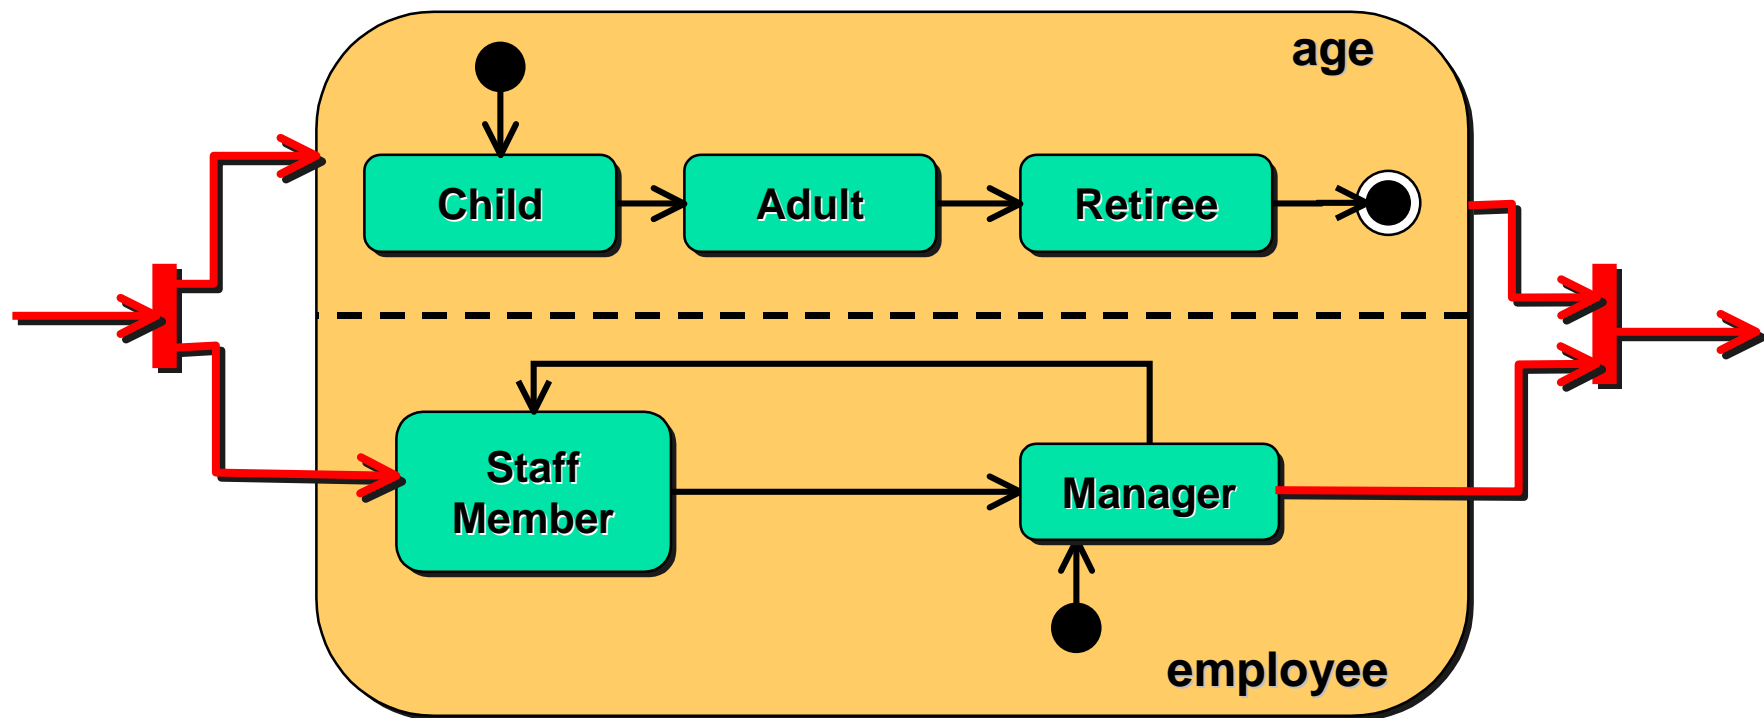 age
Child
Adult
Retiree
Staff
Member
Manager
employee